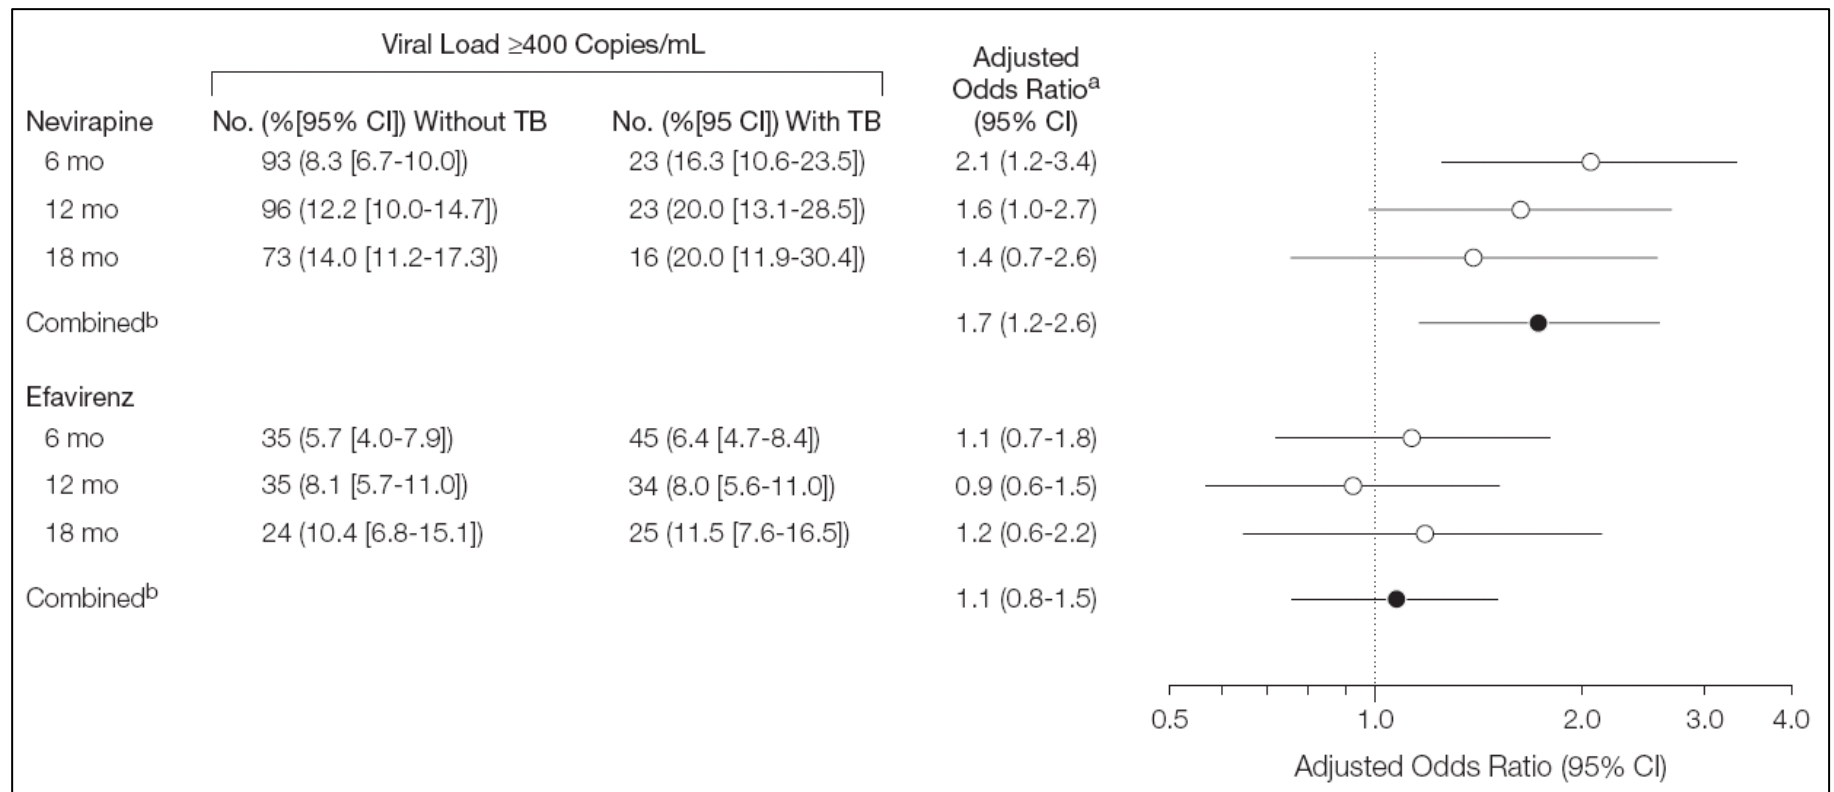 Viral Load ≥400 Copies/mL
Adjusted
Odds Ratioᵃ
Nevirapine No. (%[95% CI]) Without TB No. (%[95 CI]) With TB (95% CI)
6 mo 93 (8.3 [6.7-10.0]) 23 (16.3 [10.6-23.5]) 2.1 (1.2-3.4)
12 mo 96 (12.2 [10.0-14.7]) 23 (20.0 [13.1-28.5]) 1.6 (1.0-2.7)
18 mo 73 (14.0 [11.2-17.3]) 16 (20.0 [11.9-30.4]) 1.4 (0.7-2.6)
Combinedᵇ 1.7 (1.2-2.6)
Efavirenz
6 mo 35 (5.7 [4.0-7.9]) 45 (6.4 [4.7-8.4]) 1.1 (0.7-1.8)
12 mo 35 (8.1 [5.7-11.0]) 34 (8.0 [5.6-11.0]) 0.9 (0.6-1.5)
18 mo 24 (10.4 [6.8-15.1]) 25 (11.5 [7.6-16.5]) 1.2 (0.6-2.2)
Combinedᵇ 1.1 (0.8-1.5)
0.5 1.0 2.0 3.0 4.0
Adjusted Odds Ratio (95% CI)